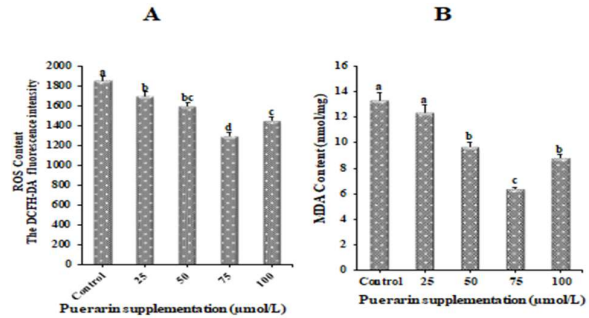 A
ROS Content
The DCFH-DA fluorescence intensity
2000
1800
1600
1400
1200
1000
800
600
400
200
0
a
b
bc
d
c
Control
25
50
75
100
Puerarin supplementation (µmol/L)
B
MDA Content (nmol/mg)
16
14
12
10
8
6
4
2
0
a
a
b
c
b
Control
25
50
75
100
Puerarin supplementation (µmol/L)